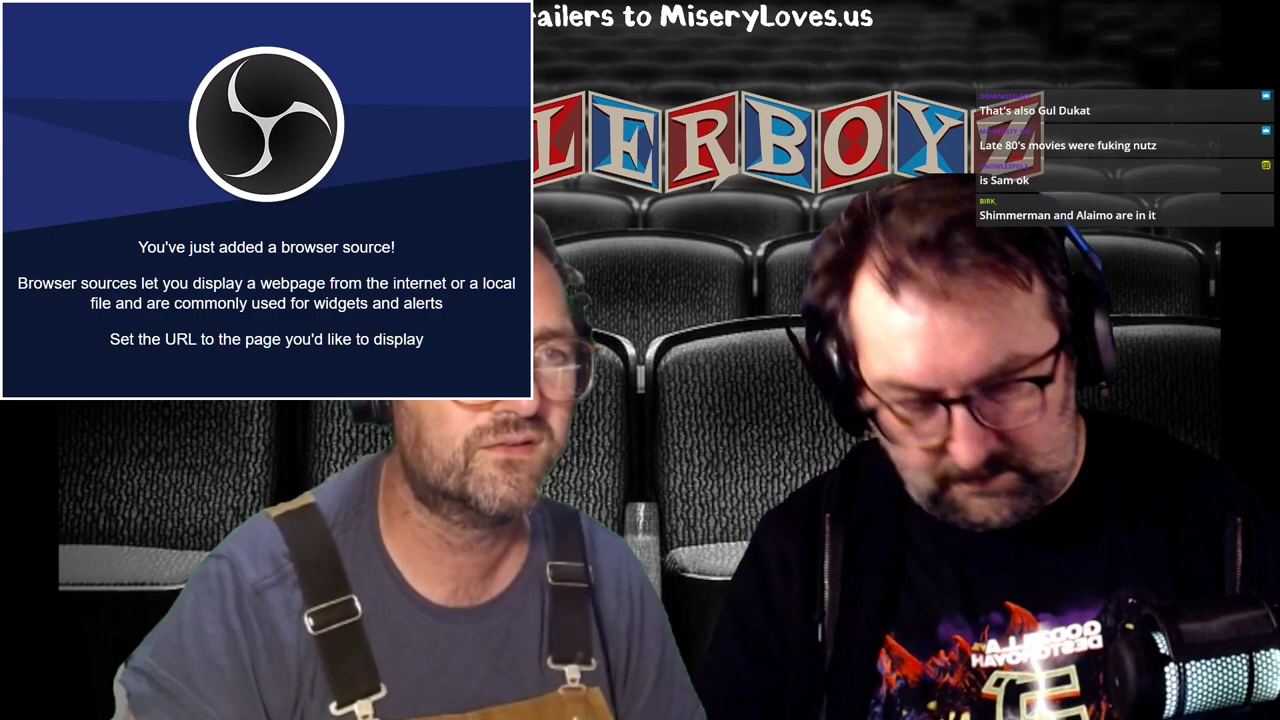 railers to MiseryLoves.us
LERBOYZ
That's also Gul Dukat
Late 80's movies were fuking nutz
is Sam ok
BIRK_
Shimmerman and Alaimo are in it
You've just added a browser source!
Browser sources let you display a webpage from the internet or a local
file and are commonly used for widgets and alerts
Set the URL to the page you'd like to display